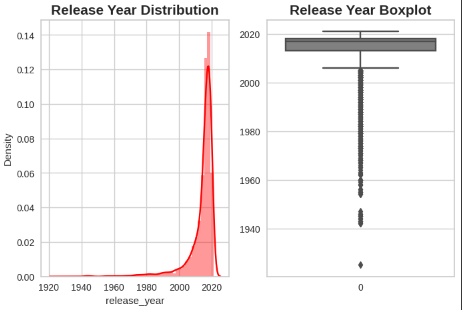 Release Year Distribution
0.14
0.12
0.10
0.08
0.06
0.04
0.02
0.00
Density
1920 1940 1960 1980 2000 2020
release_year
Release Year Boxplot
2020
2000
1980
1960
1940
0